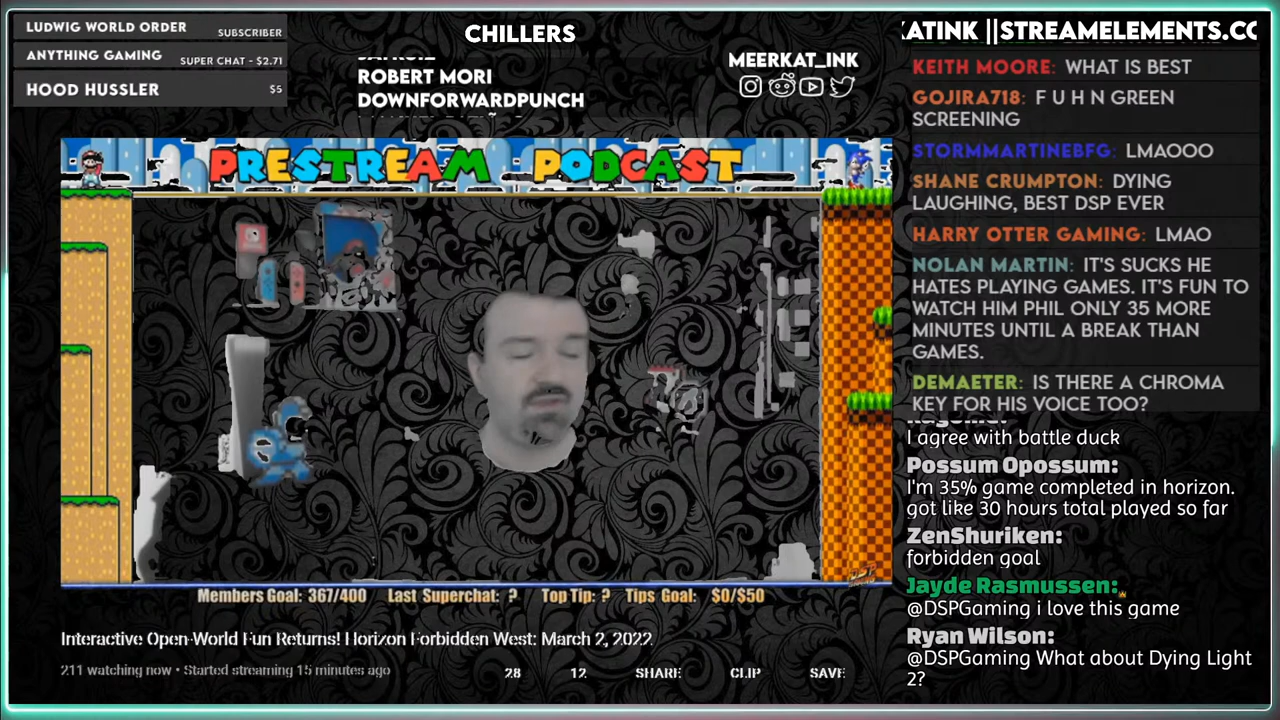 LUDWIG WORLD ORDER SUBSCRIBER
ANYTHING GAMING SUPER CHAT - $2.71
HOOD HUSSLER $5
CHILLERS
ROBERT MORI
DOWNFORWARDPUNCH
MEERKAT_INK
KATINK ||STREAMELEMENTS.CC
PRESTREAM PODCAST
KEITH MOORE: WHAT IS BEST
GOJIRA718: F U H N GREEN
SCREENING
STORMMARTINEBFG: LMAOOO
SHANE CRUMPTON: DYING
LAUGHING, BEST DSP EVER
HARRY OTTER GAMING: LMAO
NOLAN MARTIN: IT'S SUCKS HE
HATES PLAYING GAMES. IT'S FUN TO
WATCH HIM PHIL ONLY 35 MORE
MINUTES UNTIL A BREAK THAN
GAMES.
DEMAETER: IS THERE A CHROMA
KEY FOR HIS VOICE TOO?
I agree with battle duck
Possum Opossum:
I'm 35% game completed in horizon.
got like 30 hours total played so far
ZenShuriken:
forbidden goal
Jayde Rasmussen:
@DSPGaming i love this game
Ryan Wilson:
@DSPGaming What about Dying Light
2?
Members Goal: 367/400 Last Superchat: ? Top Tip: ? Tips Goal: $0/$50
Interactive Open-World Fun Returns! Horizon Forbidden West: March 2, 2022
211 watching now • Started streaming 15 minutes ago
28 12 SHARE CLIP SAVE